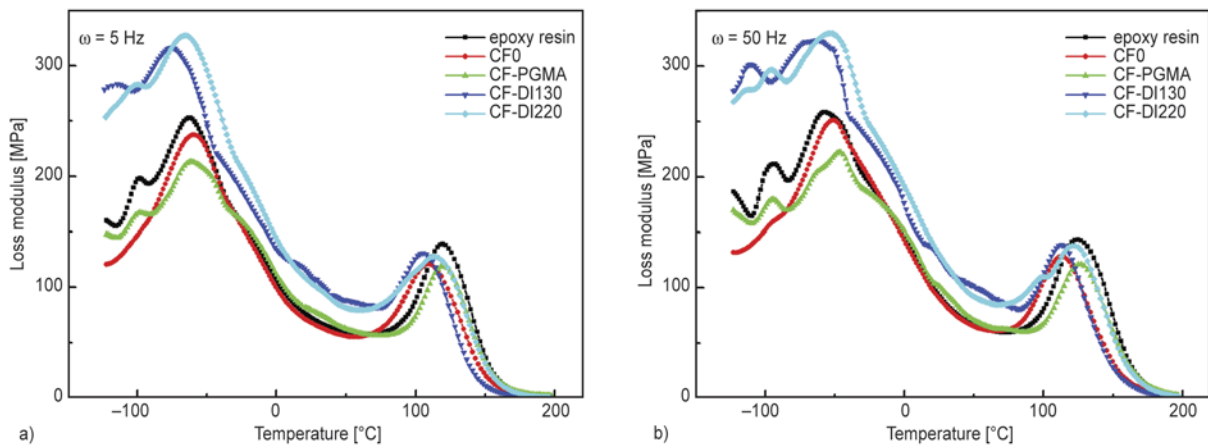 ω = 5 Hz
epoxy resin
CF0
CF-PGMA
CF-DI130
CF-DI220
Loss modulus [MPa]
300
200
100
0
–100
0
100
200
Temperature [°C]
a)
ω = 50 Hz
epoxy resin
CF0
CF-PGMA
CF-DI130
CF-DI220
Loss modulus [MPa]
300
200
100
0
–100
0
100
200
Temperature [°C]
b)